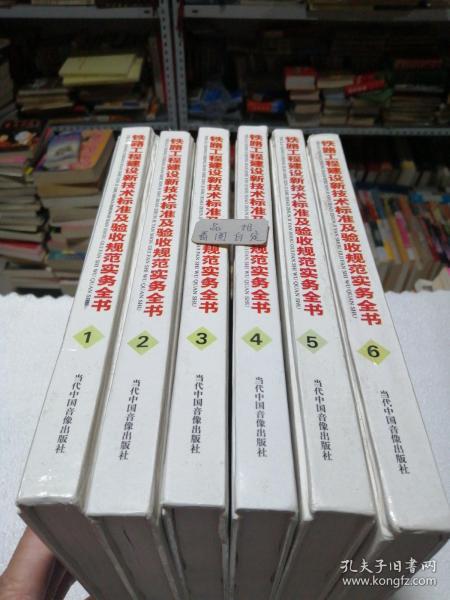 铁路工程建设新技术标准及验收规范实务全书
1
当代中国音像出版社
铁路工程建设新技术标准及验收规范实务全书
2
当代中国音像出版社
铁路工程建设新技术标准
规范实务全书
3
当代中国音像出版社
铁路工程建设新技术标准及验收规范实务全书
4
当代中国音像出版社
铁路工程建设新技术标准及验收规范实务全书
5
当代中国音像出版社
铁路工程建设新技术标准及验收规范实务全书
6
当代中国音像出版社
品相
看图自定
孔夫子旧书网
www.kongfz.com